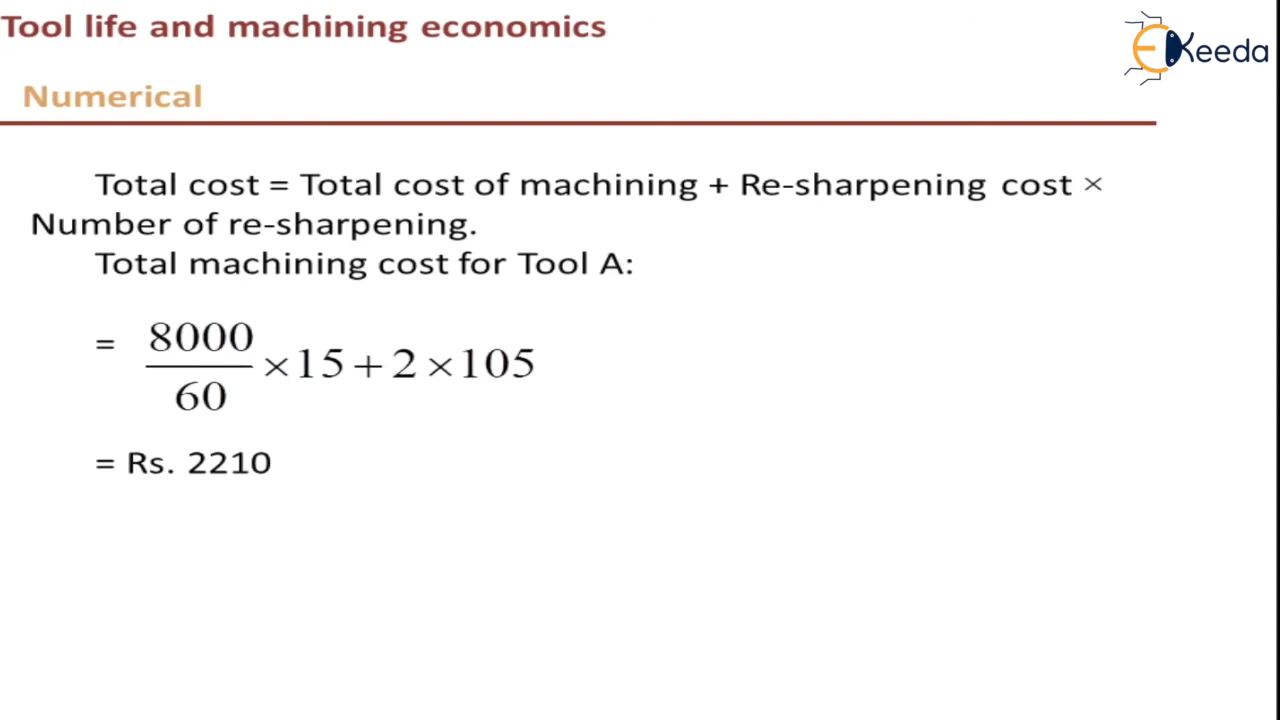 Tool life and machining economics
EKeeda
Numerical
Total cost = Total cost of machining + Re-sharpening cost ×
Number of re-sharpening.
Total machining cost for Tool A:
= 8000/60 ×15 + 2 ×105
= Rs. 2210